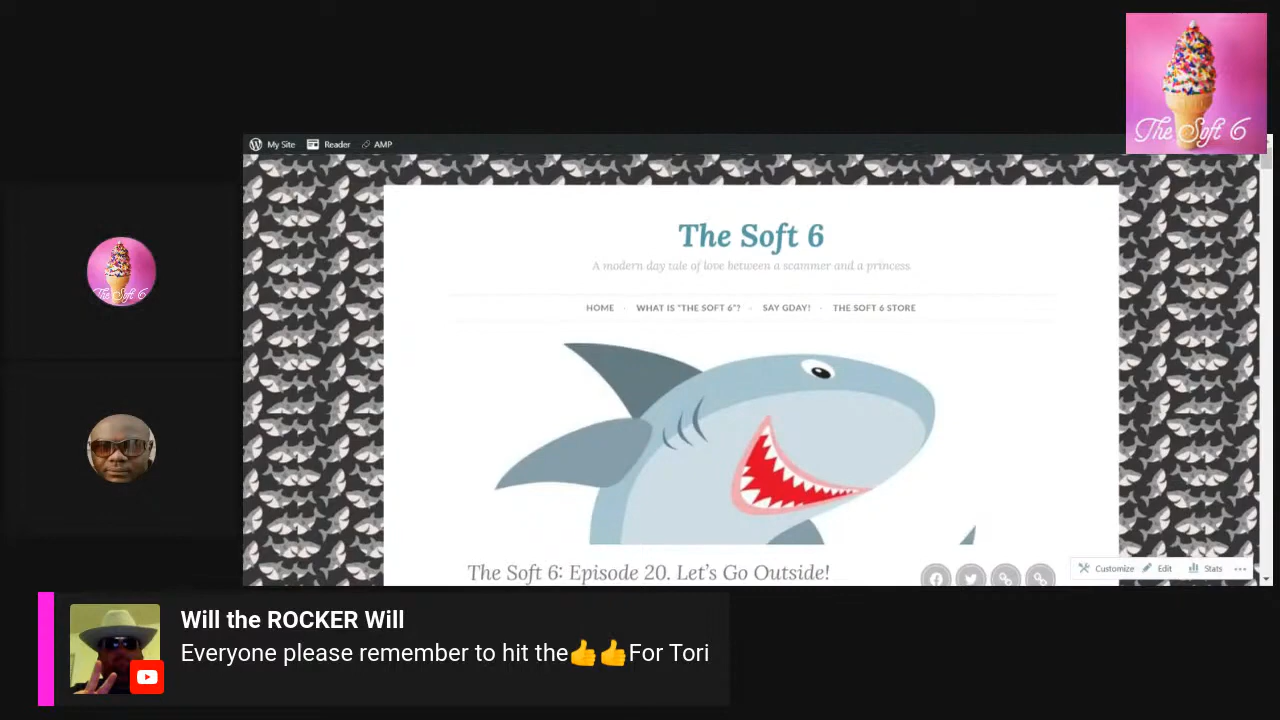 The Soft 6
My Site Reader AMP
The Soft 6
A modern day tale of love between a scammer and a princess
HOME · WHAT IS "THE SOFT 6"? · SAY GDAY! · THE SOFT 6 STORE
The Soft 6
The Soft 6: Episode 20. Let's Go Outside!
Customize Edit Stats
Will the ROCKER Will
Everyone please remember to hit the👍👍For Tori